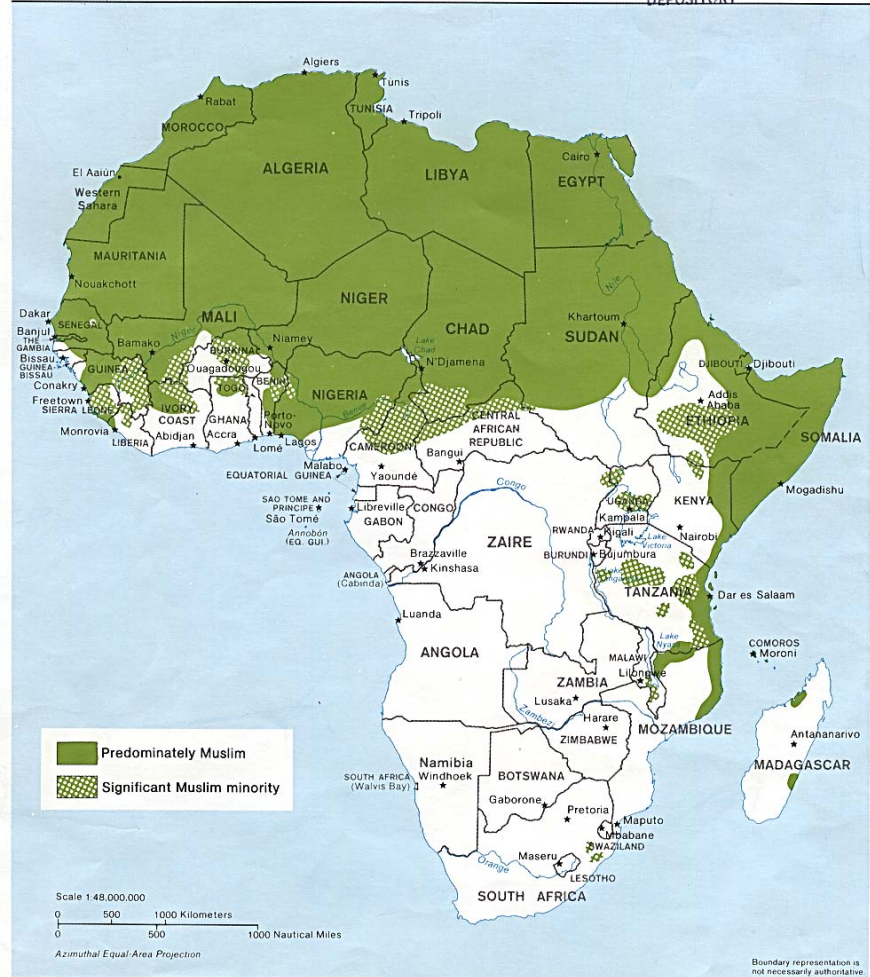 DEPOSITORY
Algiers
Tunis
Rabat
TUNISIA
Tripoli
MOROCCO
Cairo
ALGERIA
LIBYA
EGYPT
El Aaiún
Western
Sahara
MAURITANIA
Nouakchott
NIGER
Nile
MALI
CHAD
Khartoum
SUDAN
Dakar
SENEGAL
Banjul
THE
GAMBIA
Bamako
Niger
Niamey
Lake
Chad
N'Djamena
BURKINA
Ouagadougou
Bissau
GUINEA-
BISSAU
GUINEA
DJIBOUTI
Djibouti
BENIN
TOGO
NIGERIA
Conakry
Freetown
SIERRA LEONE
IVORY
COAST
GHANA
Porto-
Novo
Benue
Addis
Ababa
ETHIOPIA
CENTRAL
AFRICAN
REPUBLIC
Monrovia
LIBERIA
Abidjan
Accra
Lomé
Lagos
CAMEROON
SOMALIA
Malabo
EQUATORIAL GUINEA
Yaoundé
Bangui
Mogadishu
SAO TOME AND
PRINCIPE
São Tomé
Annobón
(EQ. GUI.)
Libreville
GABON
CONGO
Congo
UGANDA
Kampala
KENYA
Nairobi
RWANDA
Kigali
Lake
Victoria
ZAIRE
BURUNDI
Bujumbura
Brazzaville
Kinshasa
ANGOLA
(Cabinda)
Lake
TANZANIA
Dar es Salaam
Luanda
ANGOLA
Lake
Nyasa
COMOROS
Moroni
MALAWI
Lilongwe
ZAMBIA
Lusaka
Zambezi
Harare
ZIMBABWE
MOZAMBIQUE
Antananarivo
MADAGASCAR
Namibia
Windhoek
SOUTH AFRICA
(Walvis Bay)
BOTSWANA
Gaborone
Pretoria
Maputo
Mbabane
SWAZILAND
Maseru
Orange
LESOTHO
SOUTH AFRICA
Predominately Muslim
Significant Muslim minority
Scale 1:48,000,000
0 500 1000 Kilometers
0 500 1000 Nautical Miles
Azimuthal Equal-Area Projection
Boundary representation is
not necessarily authoritative.